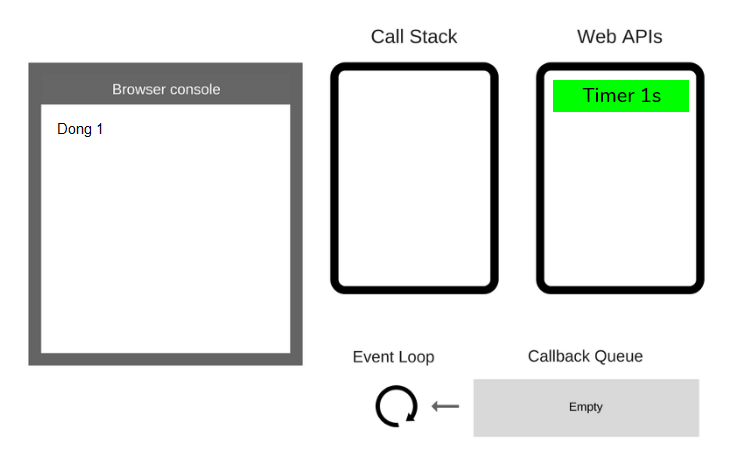 Call Stack
Web APIs
Browser console
Timer 1s
Dong 1
Event Loop
Callback Queue
Empty